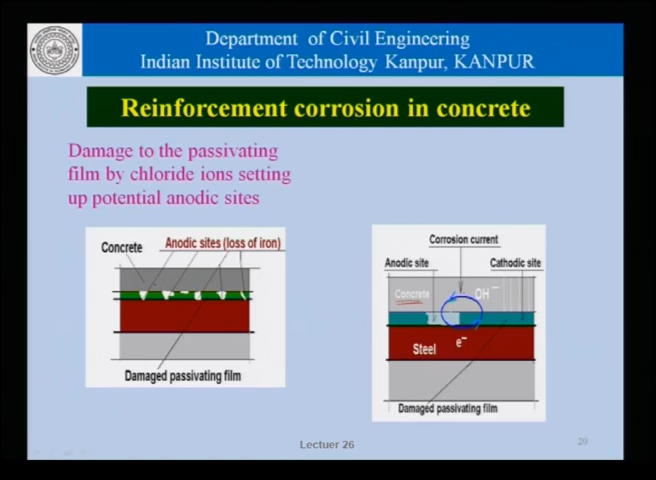 Department of Civil Engineering
Indian Institute of Technology Kanpur, KANPUR
Reinforcement corrosion in concrete
Damage to the passivating
film by chloride ions setting
up potential anodic sites
Concrete
Anodic sites (loss of iron)
Damaged passivating film
Corrosion current
Anodic site
Cathodic site
Concrete
OH⁻
Steel
e⁻
Damaged passivating film
Lectuer 26
20